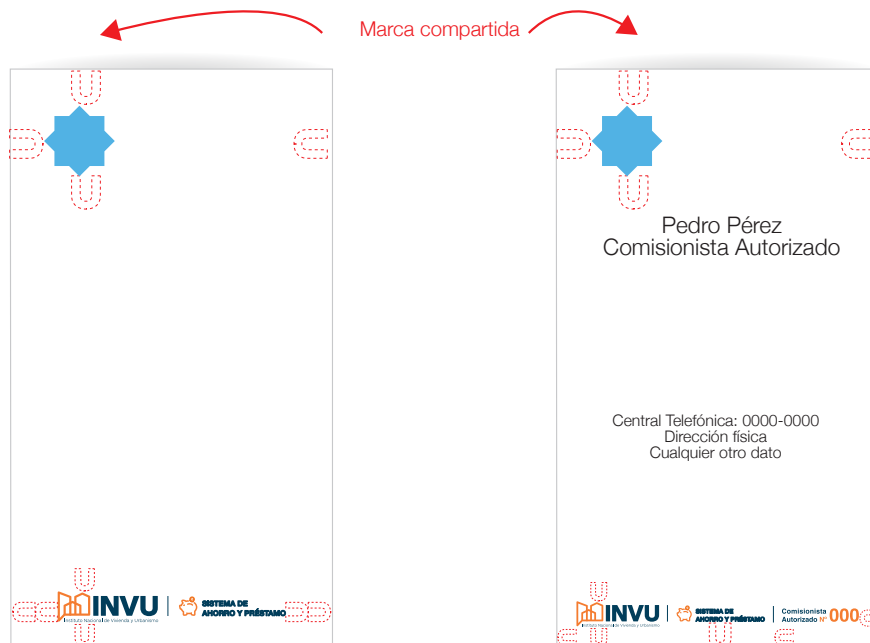 Marca compartida
Pedro Pérez
Comisionista Autorizado
Central Telefónica: 0000-0000
Dirección física
Cualquier otro dato
INVU
Instituto Nacional de Vivienda y Urbanismo
SISTEMA DE
AHORRO Y PRÉSTAMO
INVU
Instituto Nacional de Vivienda y Urbanismo
SISTEMA DE
AHORRO Y PRÉSTAMO
Comisionista
Autorizado N° 000